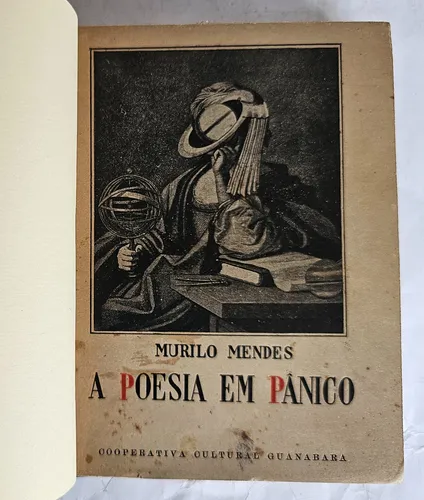 MURILO MENDES
A POESIA EM PÂNICO
COOPERATIVA CULTURAL GUANABARA